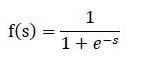 f(s) = 1 / (1 + e⁻ˢ)